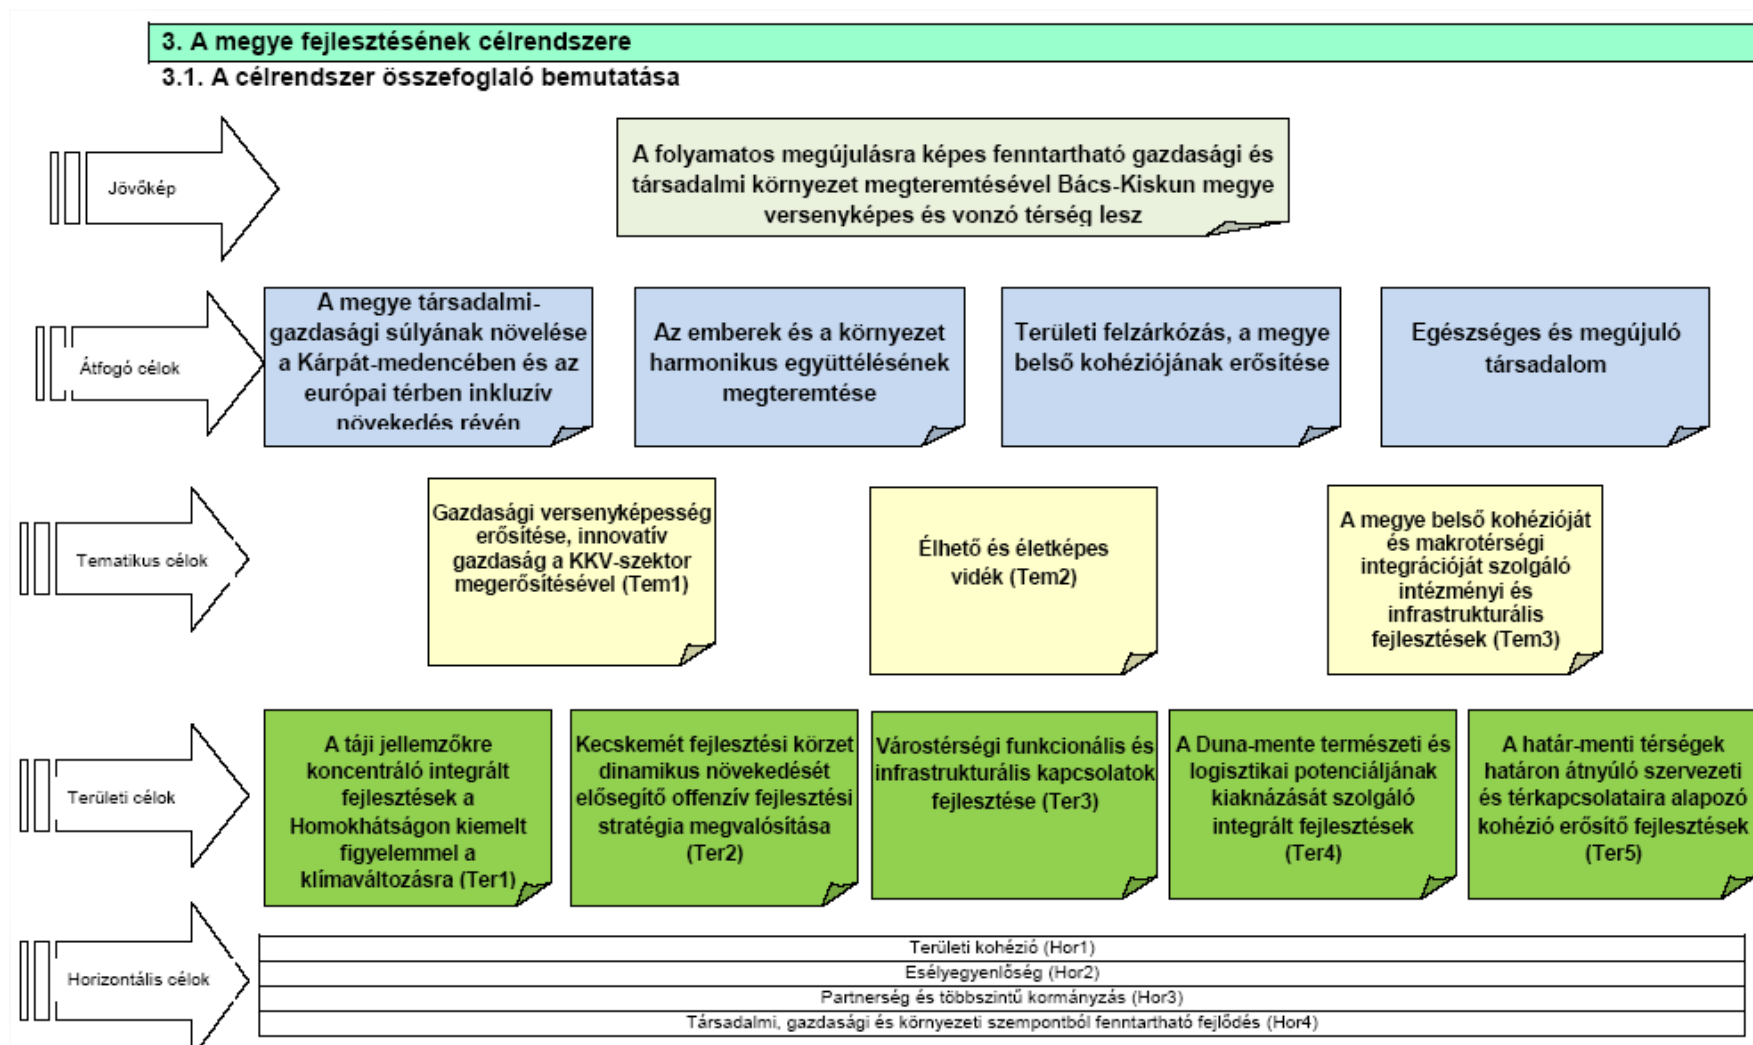 3. A megye fejlesztésének célrendszere
3.1. A célrendszer összefoglaló bemutatása
Jövőkép
A folyamatos megújulásra képes fenntartható gazdasági és
társadalmi környezet megteremtésével Bács-Kiskun megye
versenyképes és vonzó térség lesz
Átfogó célok
A megye társadalmi-
gazdasági súlyának növelése
a Kárpát-medencében és az
európai térben inkluzív
növekedés révén
Az emberek és a környezet
harmonikus együttélésének
megteremtése
Területi felzárkózás, a megye
belső kohéziójának erősítése
Egészséges és megújuló
társadalom
Tematikus célok
Gazdasági versenyképesség
erősítése, innovatív
gazdaság a KKV-szektor
megerősítésével (Tem1)
Élhető és életképes
vidék (Tem2)
A megye belső kohézióját
és makrotérségi
integrációját szolgáló
intézményi és
infrastrukturális
fejlesztések (Tem3)
Területi célok
A táji jellemzőkre
koncentráló integrált
fejlesztések a
Homokhátságon kiemelt
figyelemmel a
klímaváltozásra (Ter1)
Kecskemét fejlesztési körzet
dinamikus növekedését
elősegítő offenzív fejlesztési
stratégia megvalósítása
(Ter2)
Várostérségi funkcionális és
infrastrukturális kapcsolatok
fejlesztése (Ter3)
A Duna-mente természeti és
logisztikai potenciáljának
kiaknázását szolgáló
integrált fejlesztések
(Ter4)
A határ-menti térségek
határon átnyúló szervezeti
és térkapcsolataira alapozó
kohézió erősítő fejlesztések
(Ter5)
Horizontális célok
Területi kohézió (Hor1)
Esélyegyenlőség (Hor2)
Partnerség és többszintű kormányzás (Hor3)
Társadalmi, gazdasági és környezeti szempontból fenntartható fejlődés (Hor4)